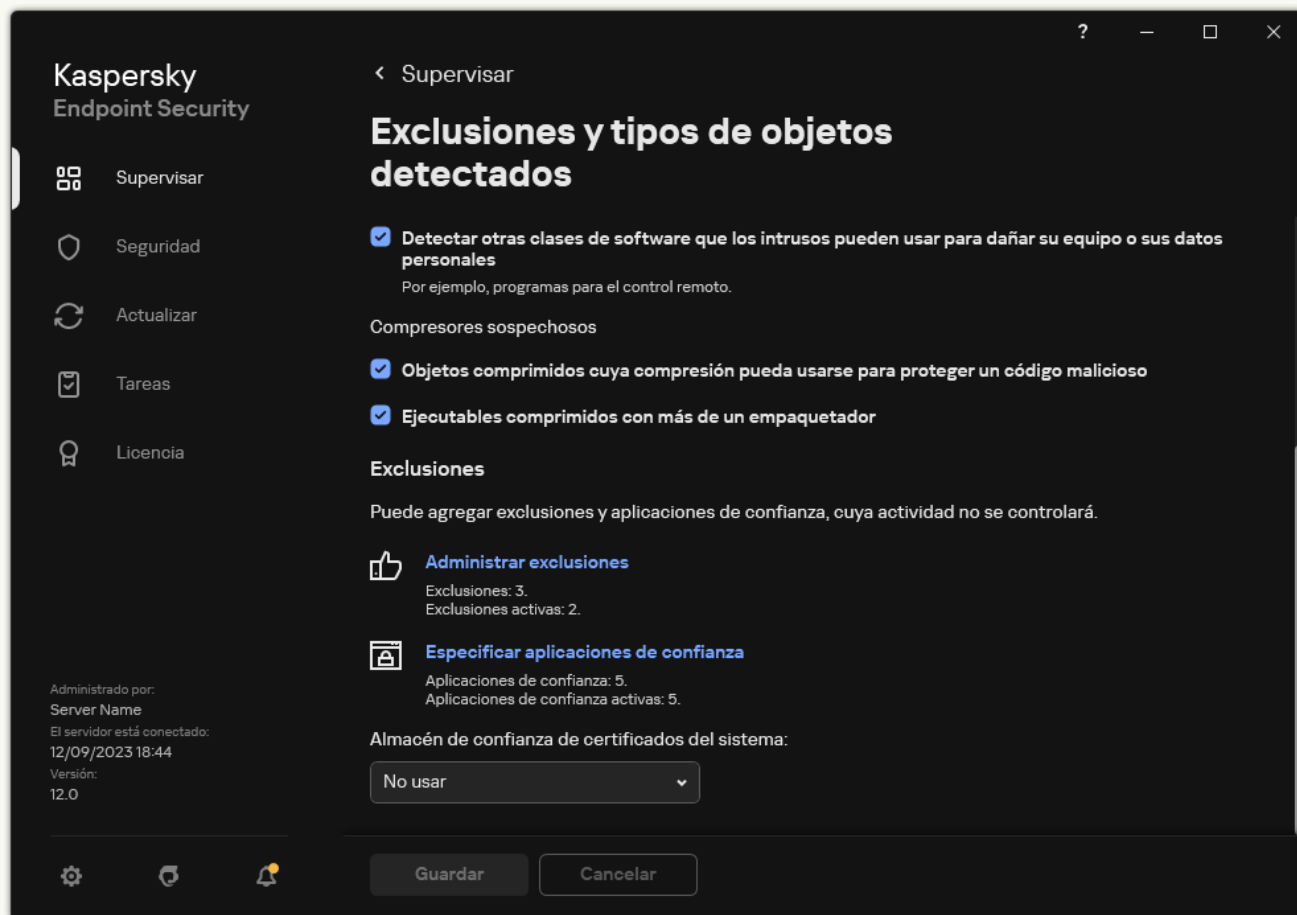 ?
Kaspersky
Endpoint Security
Supervisar
Seguridad
Actualizar
Tareas
Licencia
Administrado por:
Server Name
El servidor está conectado:
12/09/2023 18:44
Versión:
12.0
Supervisar
Exclusiones y tipos de objetos
detectados
Detectar otras clases de software que los intrusos pueden usar para dañar su equipo o sus datos
personales
Por ejemplo, programas para el control remoto.
Compresores sospechosos
Objetos comprimidos cuya compresión pueda usarse para proteger un código malicioso
Ejecutables comprimidos con más de un empaquetador
Exclusiones
Puede agregar exclusiones y aplicaciones de confianza, cuya actividad no se controlará.
Administrar exclusiones
Exclusiones: 3.
Exclusiones activas: 2.
Especificar aplicaciones de confianza
Aplicaciones de confianza: 5.
Aplicaciones de confianza activas: 5.
Almacén de confianza de certificados del sistema:
No usar
Guardar
Cancelar